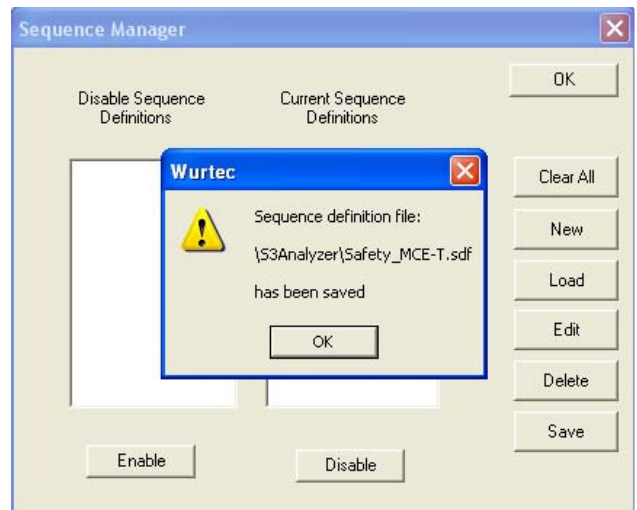 Sequence Manager
Disable Sequence
Definitions
Current Sequence
Definitions
OK
Clear All
New
Load
Edit
Delete
Save
Wurtec
Sequence definition file:
\S3Analyzer\Safety_MCE-T.sdf
has been saved
OK
Enable
Disable